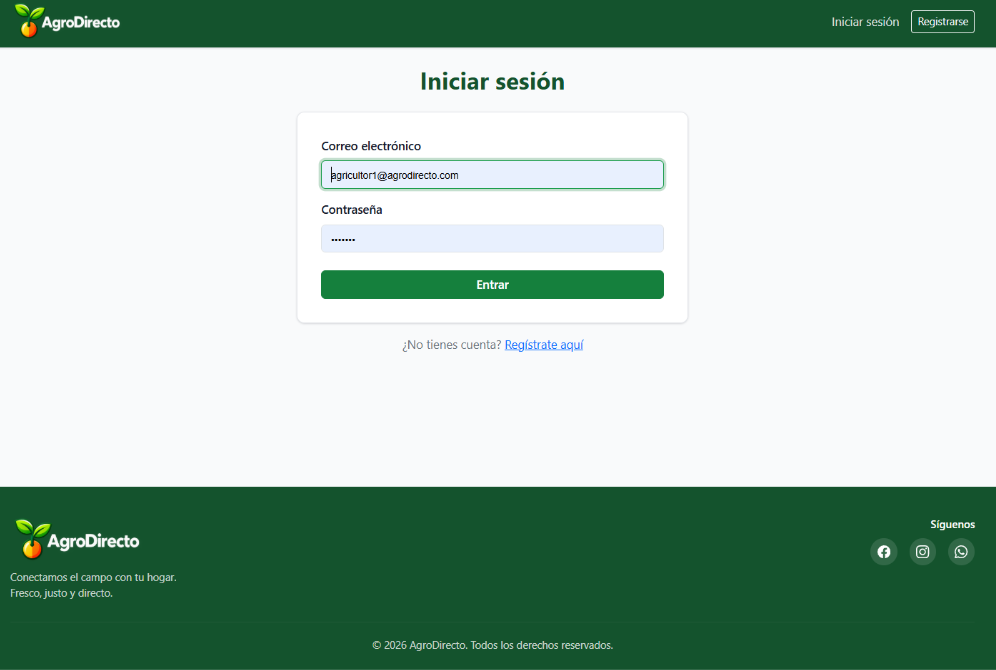 AgroDirecto
Iniciar sesión
Registrarse
Iniciar sesión
Correo electrónico
agricultor1@agrodirecto.com
Contraseña
•••••••
Entrar
¿No tienes cuenta? Regístrate aquí
AgroDirecto
Síguenos
Conectamos el campo con tu hogar.
Fresco, justo y directo.
© 2026 AgroDirecto. Todos los derechos reservados.